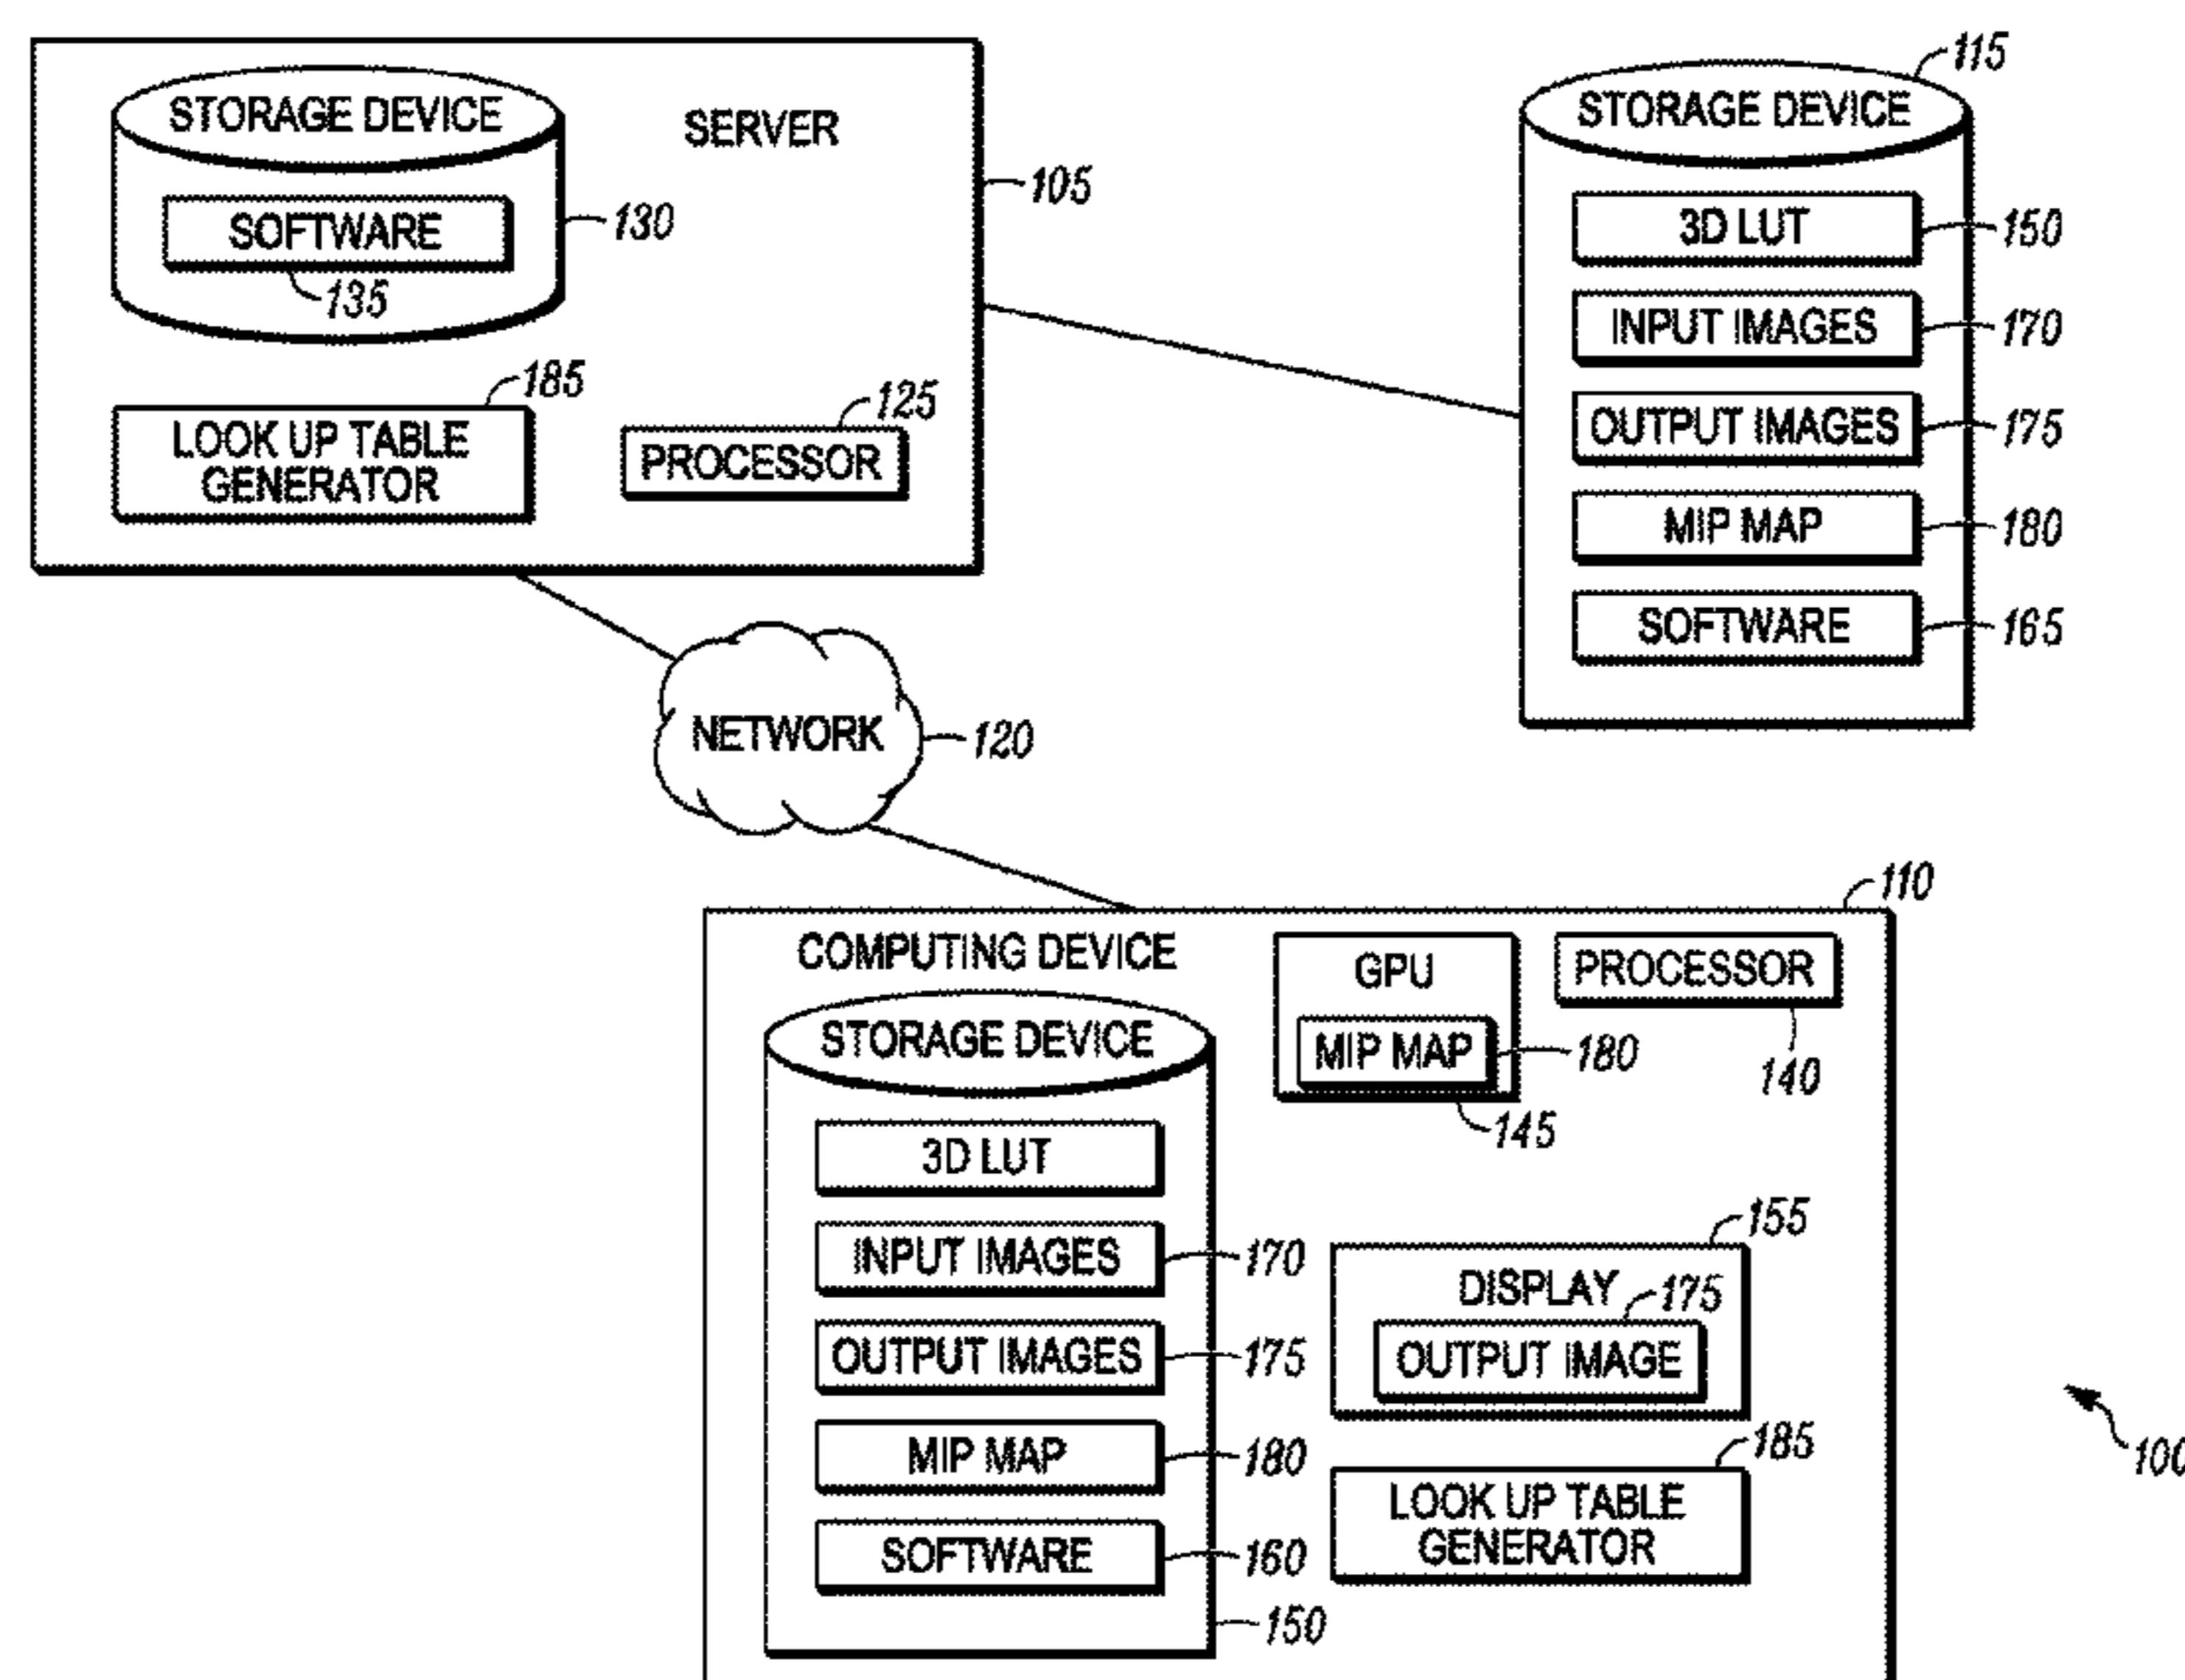 STORAGE DEVICE
SERVER
SOFTWARE
135
130
105
185
LOOK UP TABLE
GENERATOR
125
PROCESSOR
115
STORAGE DEVICE
3D LUT
150
INPUT IMAGES
170
OUTPUT IMAGES
175
MIP MAP
180
SOFTWARE
165
NETWORK
120
110
COMPUTING DEVICE
GPU
MIP MAP
180
145
PROCESSOR
140
STORAGE DEVICE
3D LUT
INPUT IMAGES
170
OUTPUT IMAGES
175
MIP MAP
180
SOFTWARE
160
150
155
DISPLAY
175
OUTPUT IMAGE
185
LOOK UP TABLE
GENERATOR
100